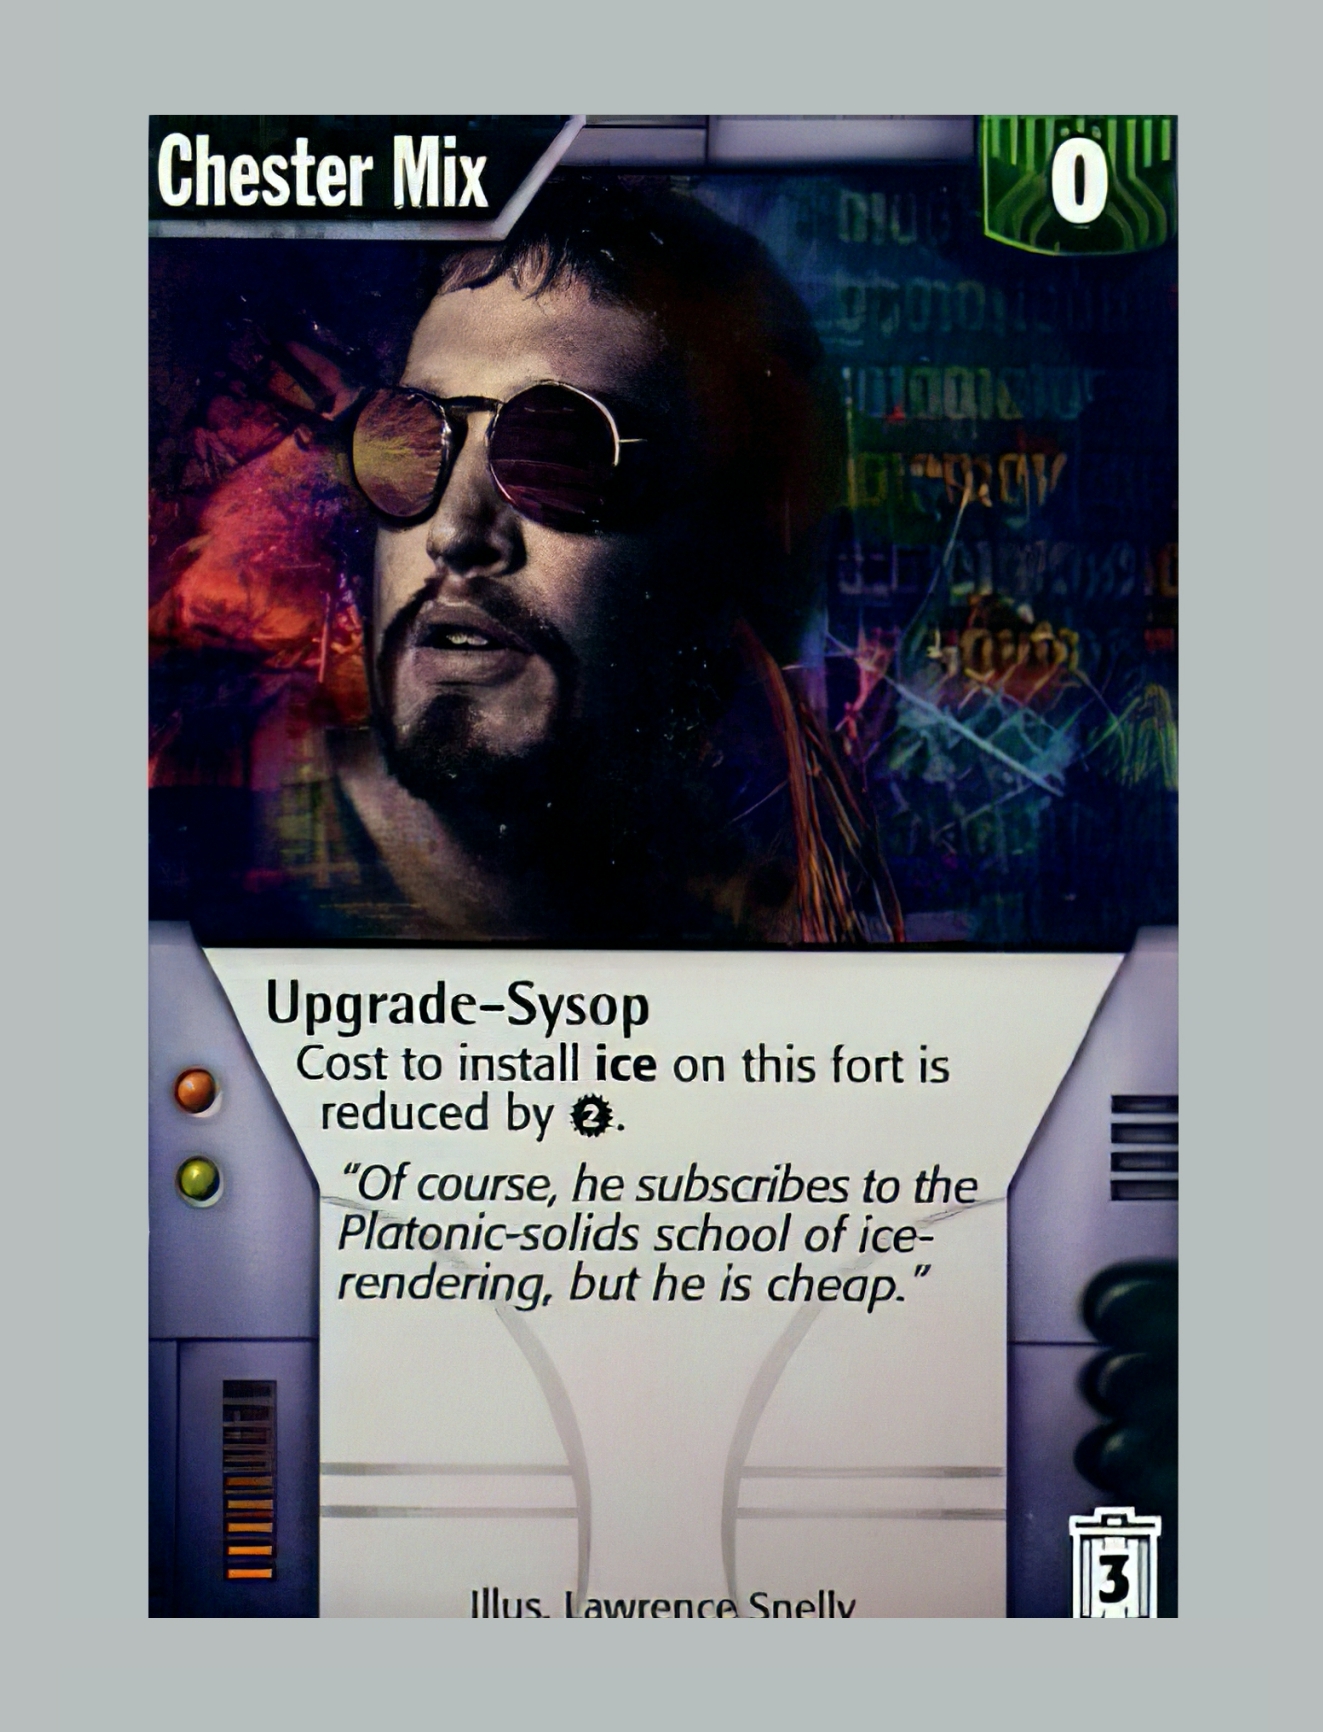 Chester Mix
0
Upgrade-Sysop
Cost to install ice on this fort is
reduced by 2.
"Of course, he subscribes to the
Platonic-solids school of ice-
rendering, but he is cheap."
3
Illus. Lawrence Snelly